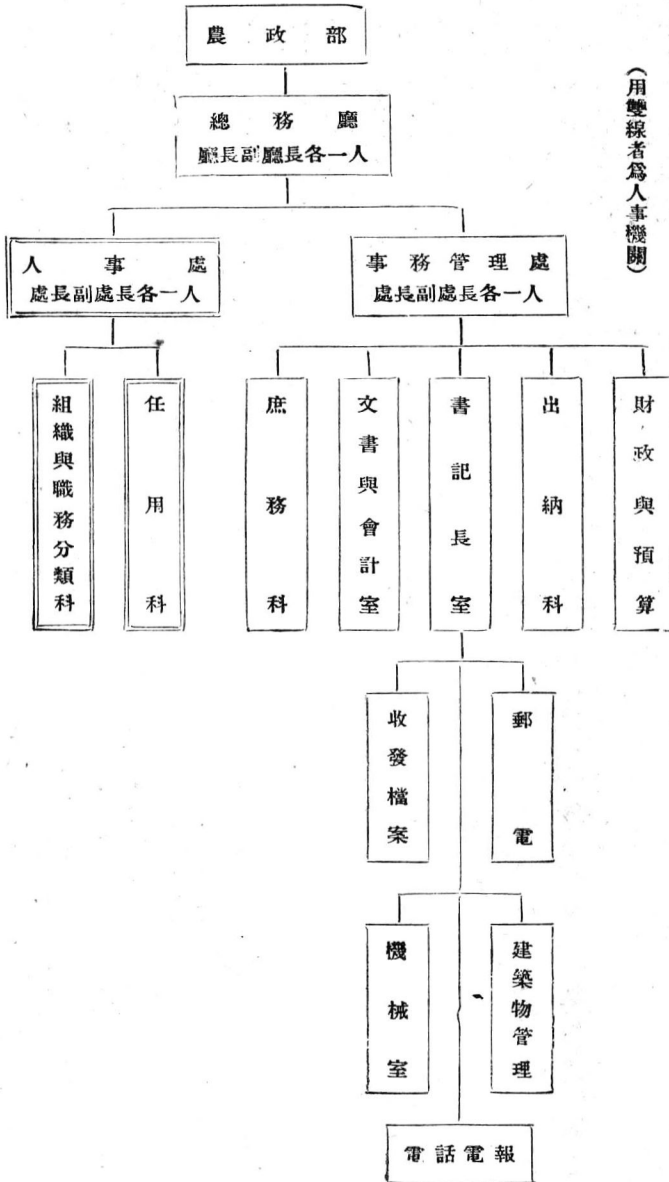 （用雙線者爲人事機關）
農政部
總務廳
廳長副廳長各一人
人事處
處長副處長各一人
事務管理處
處長副處長各一人
組織與職務分類科
任用科
庶務科
文書與會計室
書記長室
出納科
財政與預算
收發檔案
郵電
機械室
建築物管理
電話電報